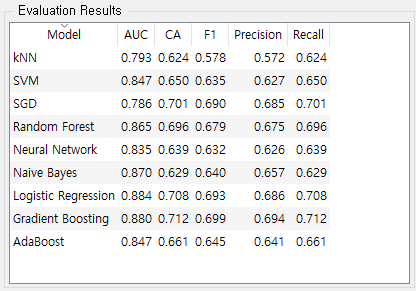 Evaluation Results
Model AUC CA F1 Precision Recall
kNN 0.793 0.624 0.578 0.572 0.624
SVM 0.847 0.650 0.635 0.627 0.650
SGD 0.786 0.701 0.690 0.685 0.701
Random Forest 0.865 0.696 0.679 0.675 0.696
Neural Network 0.835 0.639 0.632 0.626 0.639
Naive Bayes 0.870 0.629 0.640 0.657 0.629
Logistic Regression 0.884 0.708 0.693 0.686 0.708
Gradient Boosting 0.880 0.712 0.699 0.694 0.712
AdaBoost 0.847 0.661 0.645 0.641 0.661